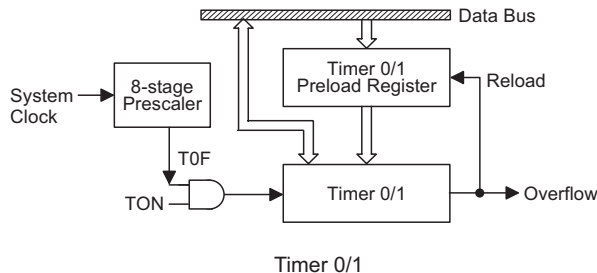 Data Bus
Timer 0/1
Preload Register
Reload
8-stage
Prescaler
System
Clock
T0F
TON
Timer 0/1
Overflow
Timer 0/1